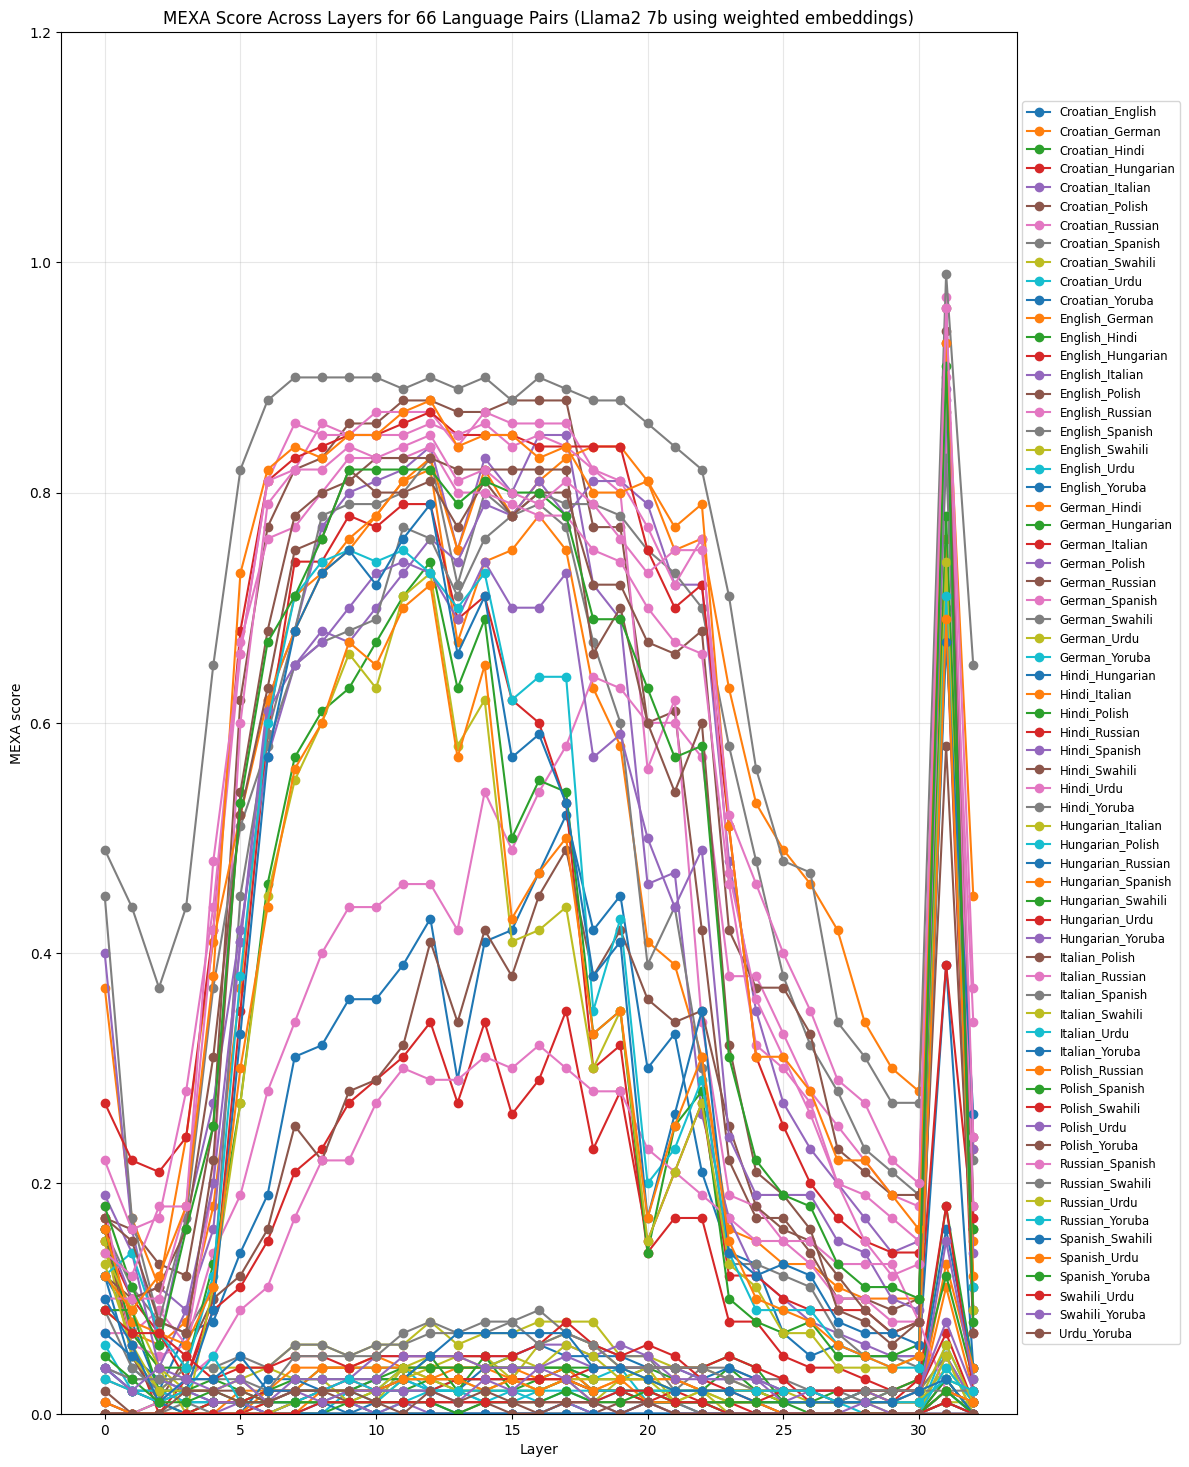 MEXA Score Across Layers for 66 Language Pairs (Llama2 7b using weighted embeddings)
MEXA score
1.2
1.0
0.8
0.6
0.4
0.2
0.0
0
5
10
15
20
25
30
Layer
Croatian_English
Croatian_German
Croatian_Hindi
Croatian_Hungarian
Croatian_Italian
Croatian_Polish
Croatian_Russian
Croatian_Spanish
Croatian_Swahili
Croatian_Urdu
Croatian_Yoruba
English_German
English_Hindi
English_Hungarian
English_Italian
English_Polish
English_Russian
English_Spanish
English_Swahili
English_Urdu
English_Yoruba
German_Hindi
German_Hungarian
German_Italian
German_Polish
German_Russian
German_Spanish
German_Swahili
German_Urdu
German_Yoruba
Hindi_Hungarian
Hindi_Italian
Hindi_Polish
Hindi_Russian
Hindi_Spanish
Hindi_Swahili
Hindi_Urdu
Hindi_Yoruba
Hungarian_Italian
Hungarian_Polish
Hungarian_Russian
Hungarian_Spanish
Hungarian_Swahili
Hungarian_Urdu
Hungarian_Yoruba
Italian_Polish
Italian_Russian
Italian_Spanish
Italian_Swahili
Italian_Urdu
Italian_Yoruba
Polish_Russian
Polish_Spanish
Polish_Swahili
Polish_Urdu
Polish_Yoruba
Russian_Spanish
Russian_Swahili
Russian_Urdu
Russian_Yoruba
Spanish_Swahili
Spanish_Urdu
Spanish_Yoruba
Swahili_Urdu
Swahili_Yoruba
Urdu_Yoruba